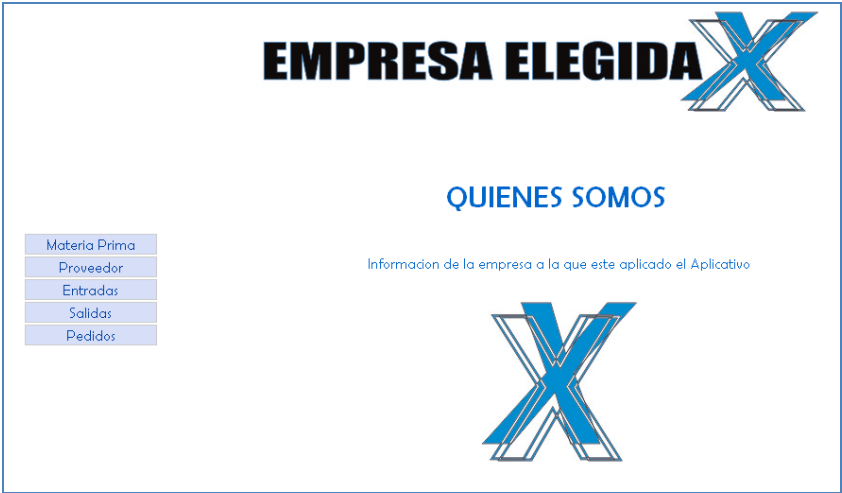 EMPRESA ELEGIDA X
QUIENES SOMOS
Materia Prima
Proveedor
Entradas
Salidas
Pedidos
Informacion de la empresa a la que este aplicado el Aplicativo
X